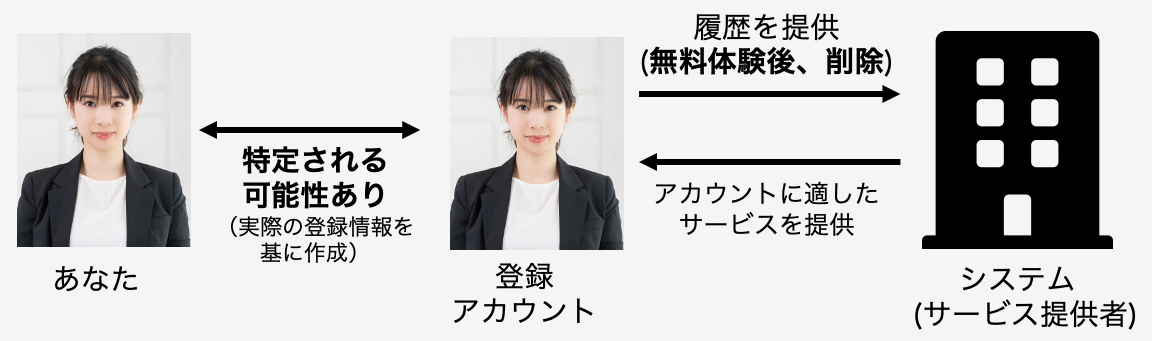 履歴を提供
(無料体験後、削除)
特定される
可能性あり
（実際の登録情報を
基に作成）
アカウントに適した
サービスを提供
あなた
登録
アカウント
システム
(サービス提供者)